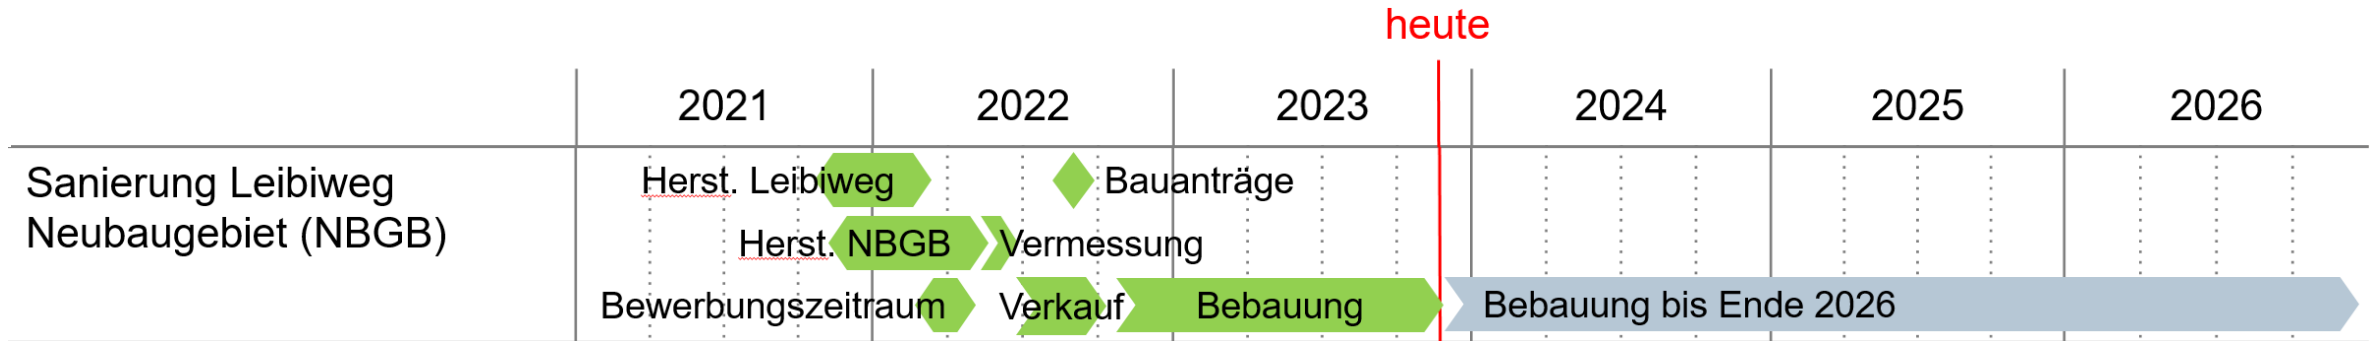 heute
2021 2022 2023 2024 2025 2026
Sanierung Leibiweg
Neubaugebiet (NBGB)
Herst. Leibiweg Bauanträge
Herst. NBGB Vermessung
Bewerbungszeitraum Verkauf Bebauung Bebauung bis Ende 2026